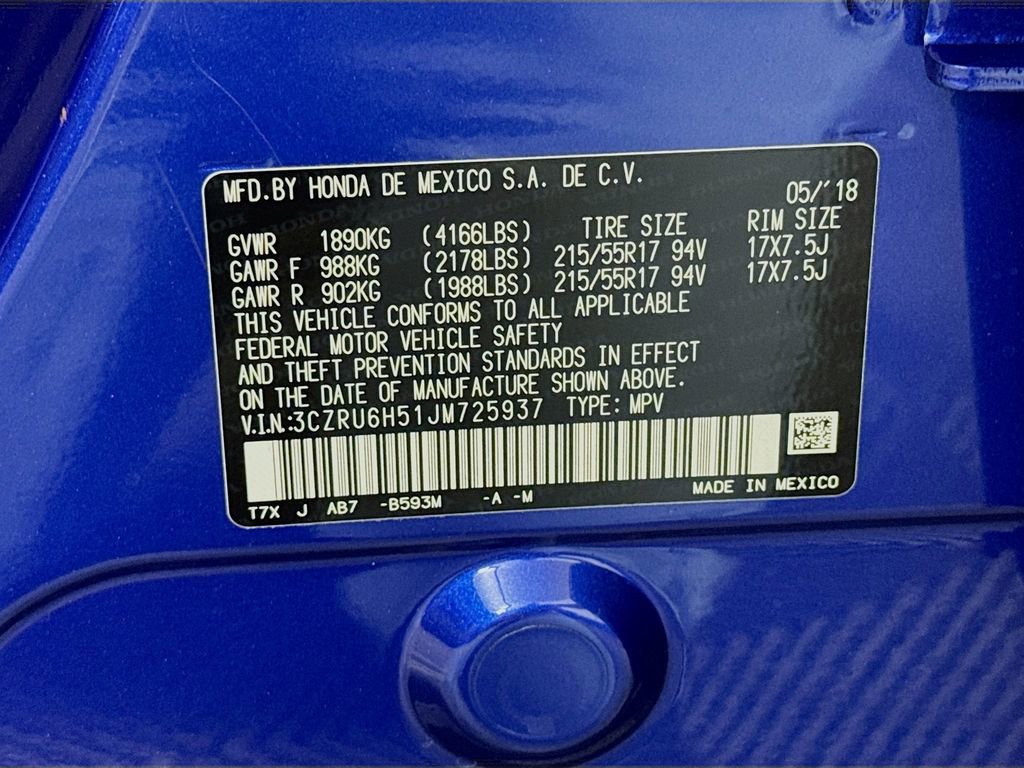 MFD.BY HONDA DE MEXICO S.A. DE C.V.
05/'18
TIRE SIZE RIM SIZE
GVWR 1890KG (4166LBS)
GAWR F 988KG (2178LBS) 215/55R17 94V 17X7.5J
GAWR R 902KG (1988LBS) 215/55R17 94V 17X7.5J
THIS VEHICLE CONFORMS TO ALL APPLICABLE
FEDERAL MOTOR VEHICLE SAFETY
AND THEFT PREVENTION STANDARDS IN EFFECT
ON THE DATE OF MANUFACTURE SHOWN ABOVE.
V.I.N:3CZRU6H51JM725937 TYPE: MPV
T7X J AB7 -B593M -A -M MADE IN MEXICO